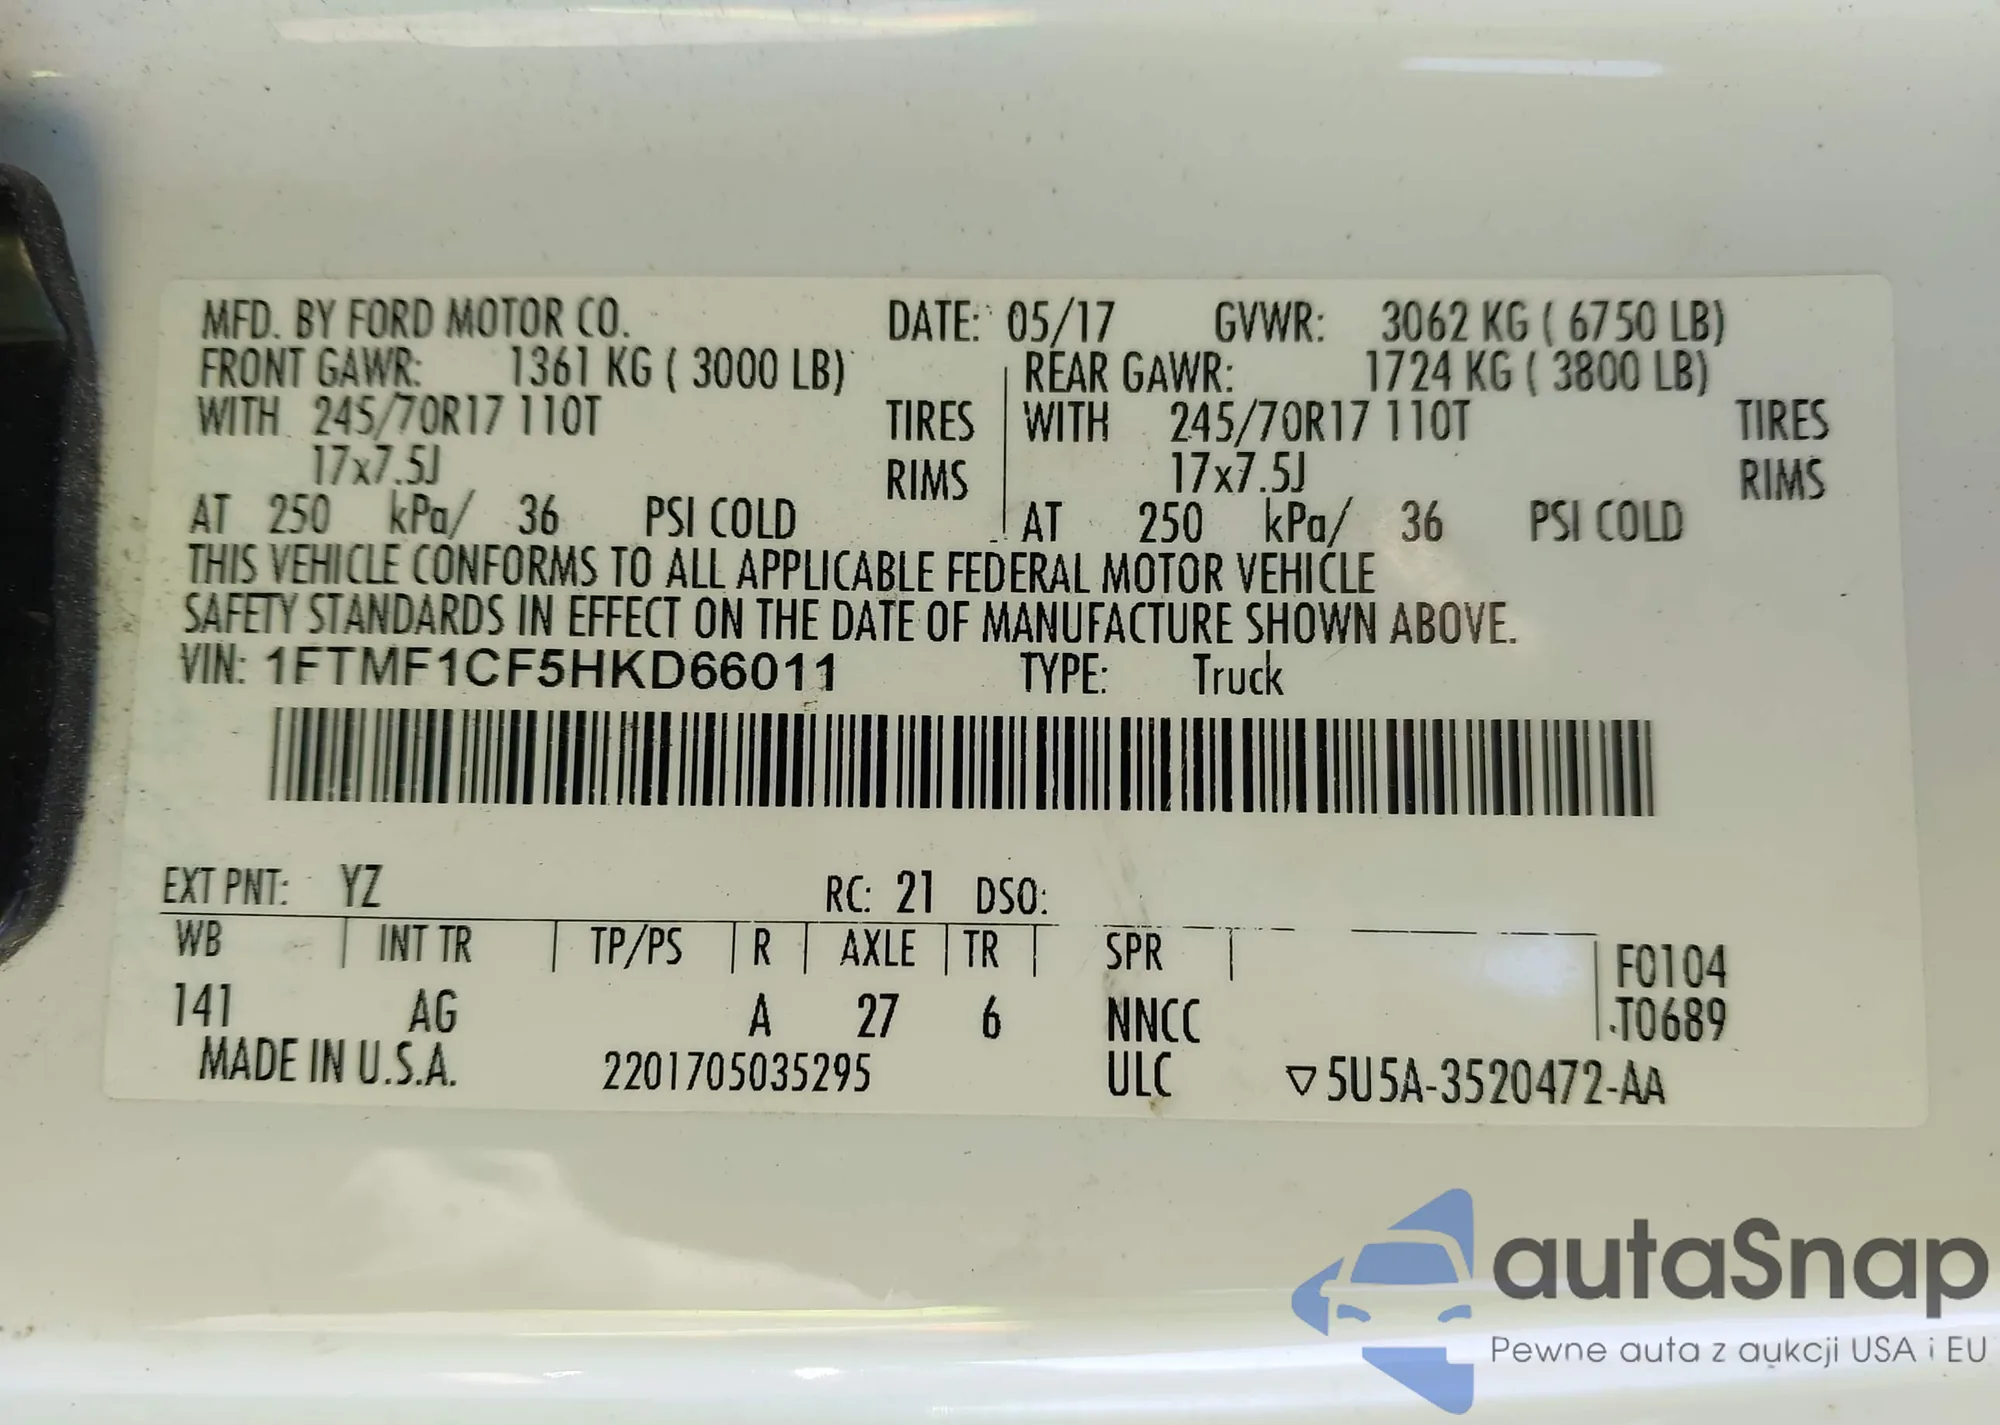 MFD. BY FORD MOTOR CO. DATE: 05/17 GVWR: 3062 KG ( 6750 LB)
FRONT GAWR: 1361 KG ( 3000 LB) REAR GAWR: 1724 KG ( 3800 LB)
WITH 245/70R17 110T TIRES WITH 245/70R17 110T TIRES
17x7.5J RIMS 17x7.5J RIMS
AT 250 kPa/ 36 PSI COLD AT 250 kPa/ 36 PSI COLD
THIS VEHICLE CONFORMS TO ALL APPLICABLE FEDERAL MOTOR VEHICLE
SAFETY STANDARDS IN EFFECT ON THE DATE OF MANUFACTURE SHOWN ABOVE.
VIN: 1FTMF1CF5HKD66011 TYPE: Truck
EXT PNT: YZ RC: 21 DSO:
WB INT TR TP/PS R AXLE TR SPR F0104
141 AG A 27 6 NNCC T0689
MADE IN U.S.A. 2201705035295 ULC ▽5U5A-3520472-AA
autaSnap
Pewne auta z aukcji USA i EU